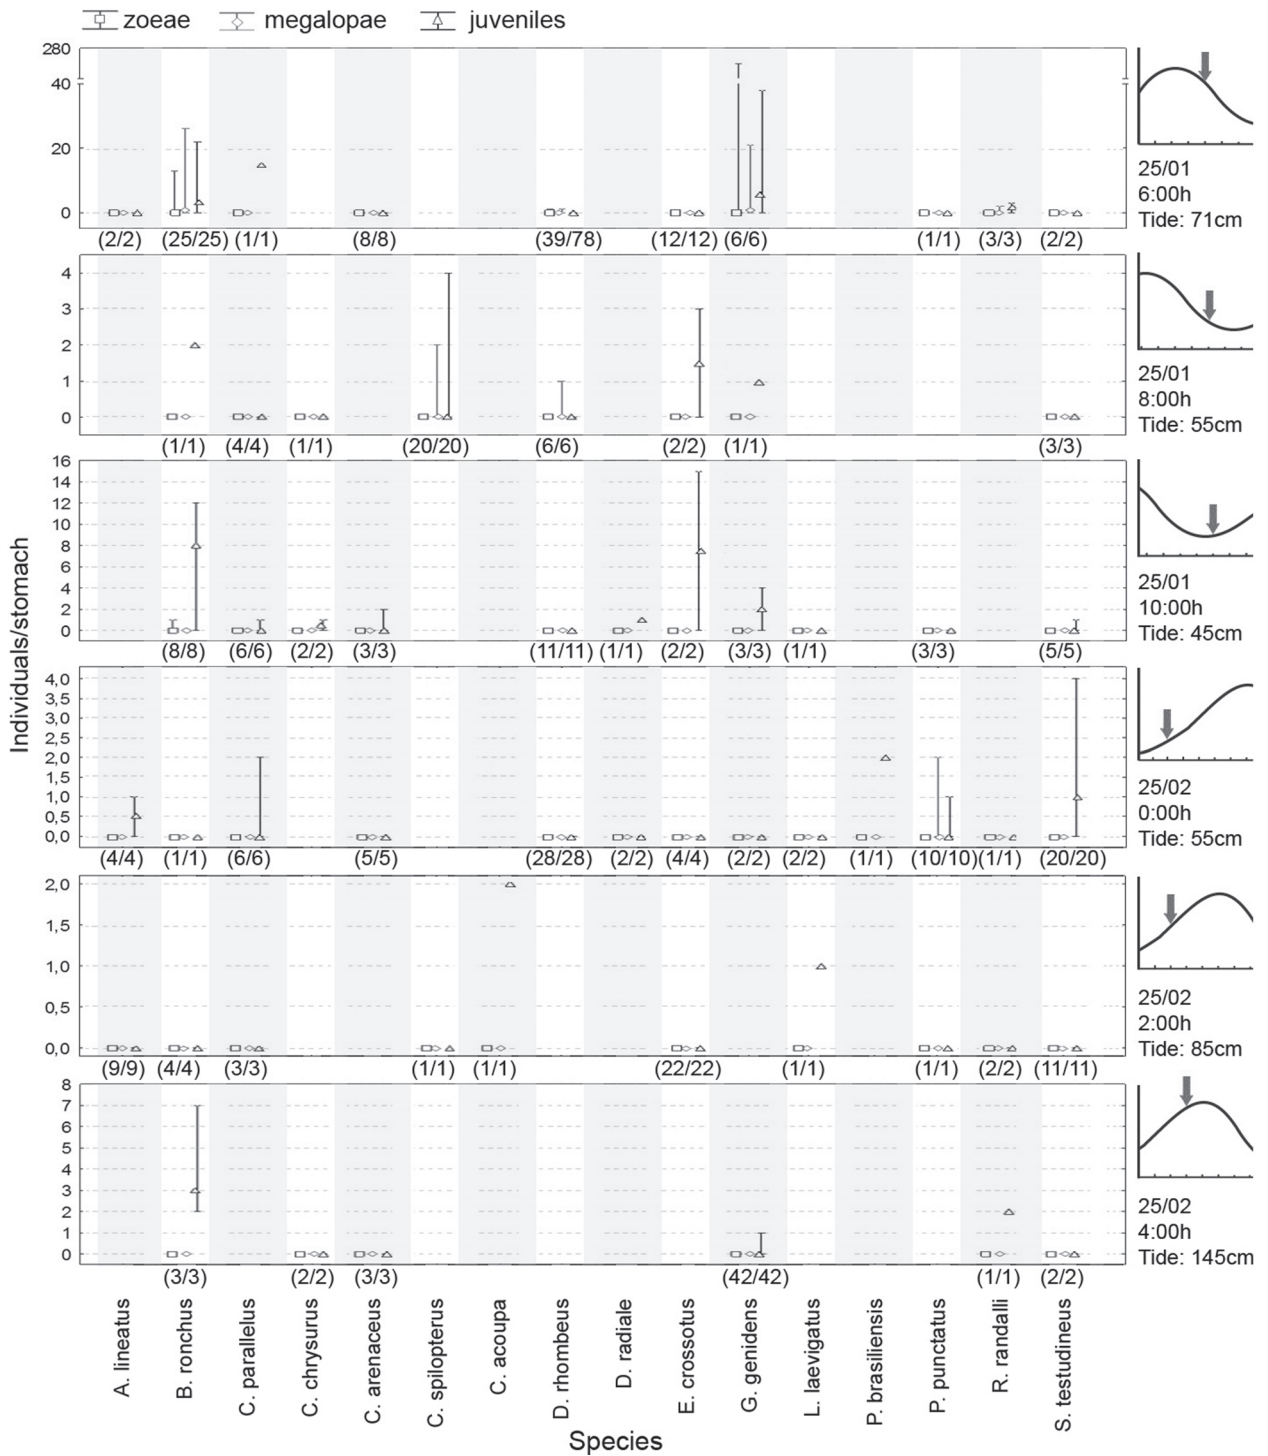 zoeae megalopae juveniles
280
40
20
0
25/01
6:00h
Tide: 71cm
(2/2) (25/25) (1/1) (8/8) (39/78) (12/12) (6/6) (1/1) (3/3) (2/2)
4
3
2
1
0
25/01
8:00h
Tide: 55cm
(1/1) (4/4) (1/1) (20/20) (6/6) (2/2) (1/1) (3/3)
16
14
12
10
8
6
4
2
0
25/01
10:00h
Tide: 45cm
(8/8) (6/6) (2/2) (3/3) (11/11) (1/1) (2/2) (3/3) (1/1) (3/3) (5/5)
Individuals/stomach
4,0
3,5
3,0
2,5
2,0
1,5
1,0
0,5
0,0
25/02
0:00h
Tide: 55cm
(4/4) (1/1) (6/6) (5/5) (28/28) (2/2) (4/4) (2/2) (2/2) (1/1) (10/10) (1/1) (20/20)
2,0
1,5
1,0
0,5
0,0
25/02
2:00h
Tide: 85cm
(9/9) (4/4) (3/3) (1/1) (1/1) (22/22) (1/1) (1/1) (2/2) (11/11)
8
7
6
5
4
3
2
1
0
25/02
4:00h
Tide: 145cm
(3/3) (2/2) (3/3) (42/42) (1/1) (2/2)
A. lineatus
B. ronchus
C. parallelus
C. chrysurus
C. arenaceus
C. spilopterus
C. acoupa
D. rhombeus
D. radiale
E. crossotus
G. genidens
L. laevigatus
P. brasiliensis
P. punctatus
R. randalli
S. testudineus
Species